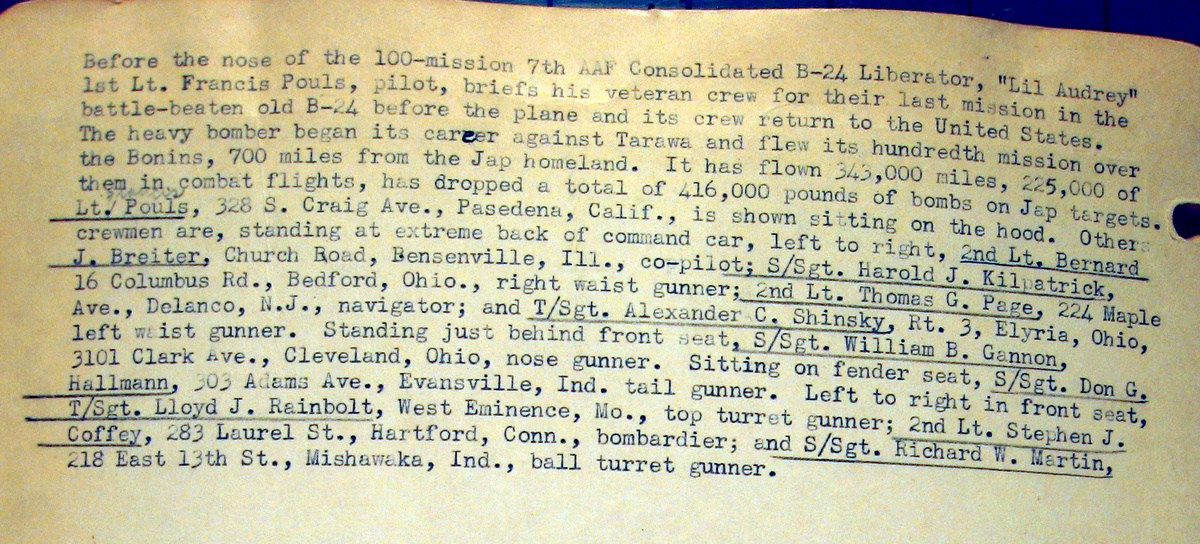 Before the nose of the 100-mission 7th AAF Consolidated B-24 Liberator, "Lil Audrey"
1st Lt. Francis Pouls, pilot, briefs his veteran crew for their last mission in the
battle-beaten old B-24 before the plane and its crew return to the United States.
The heavy bomber began its career against Tarawa and flew its hundredth mission over
the Bonins, 700 miles from the Jap homeland. It has flown 343,000 miles, 225,000 of
them in combat flights, has dropped a total of 416,000 pounds of bombs on Jap targets.
Lt. Pouls, 328 S. Craig Ave., Pasedena, Calif., is shown sitting on the hood. Others
crewmen are, standing at extreme back of command car, left to right, 2nd Lt. Bernard
J. Breiter, Church Road, Bensenville, Ill., co-pilot; S/Sgt. Harold J. Kilpatrick,
16 Columbus Rd., Bedford, Ohio., right waist gunner; 2nd Lt. Thomas G. Page, 224 Maple
Ave., Delanco, N.J., navigator; and T/Sgt. Alexander C. Shinsky, Rt. 3, Elyria, Ohio,
left waist gunner. Standing just behind front seat, S/Sgt. William B. Gannon,
3101 Clark Ave., Cleveland, Ohio, nose gunner. Sitting on fender seat, S/Sgt. Don G.
Hallmann, 303 Adams Ave., Evansville, Ind. tail gunner. Left to right in front seat,
T/Sgt. Lloyd J. Rainbolt, West Eminence, Mo., top turret gunner; 2nd Lt. Stephen J.
Coffey, 283 Laurel St., Hartford, Conn., bombardier; and S/Sgt. Richard W. Martin,
218 East 13th St., Mishawaka, Ind., ball turret gunner.